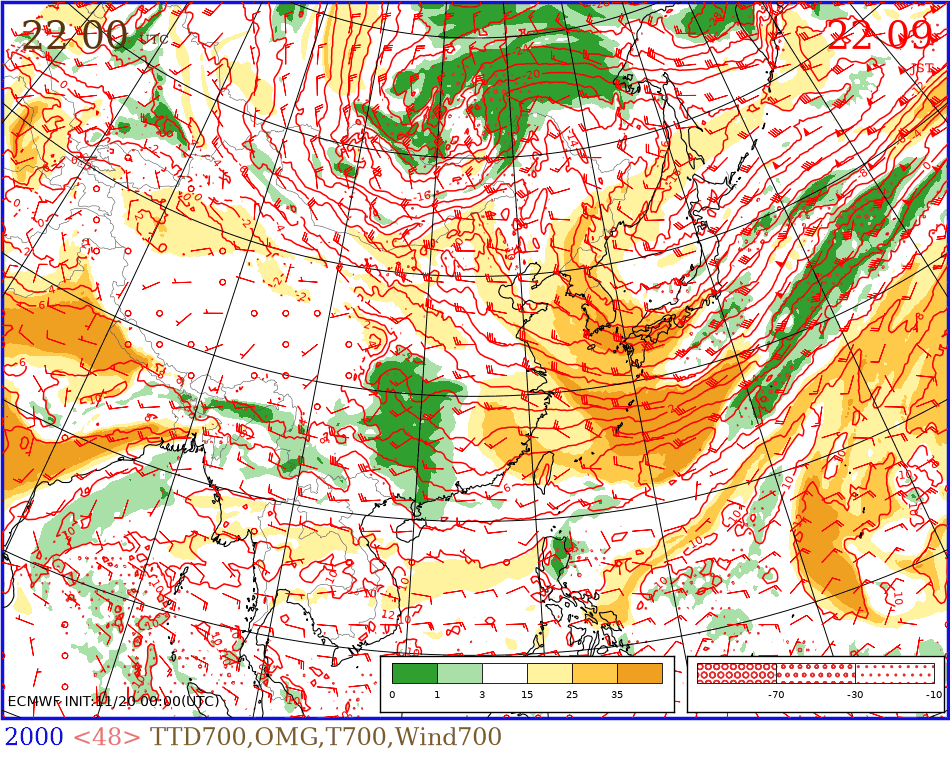 22 00 UTC
22 09 JST
0 1 3 15 25 35
-70 -30 -10
ECMWF INIT:11/20 00:00(UTC)
2000 <48> TTD700,OMG,T700,Wind700